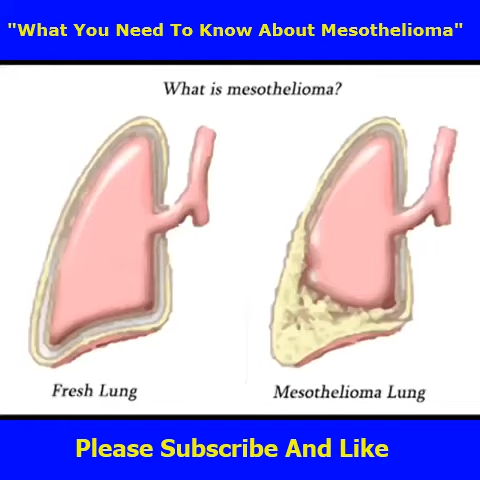 "What You Need To Know About Mesothelioma"
What is mesothelioma?
Fresh Lung
Mesothelioma Lung
Please Subscribe And Like